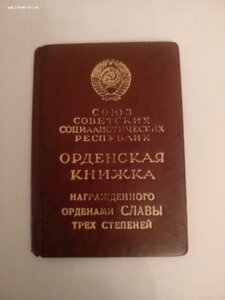 СОЮЗ
СОВЕТСКИХ
СОЦИАЛИСТИЧЕСКИХ
РЕСПУБЛИК
ОРДЕНСКАЯ
КНИЖКА
НАГРАЖДЕННОГО
ОРДЕНАМИ СЛАВЫ
ТРЕХ СТЕПЕНЕЙ